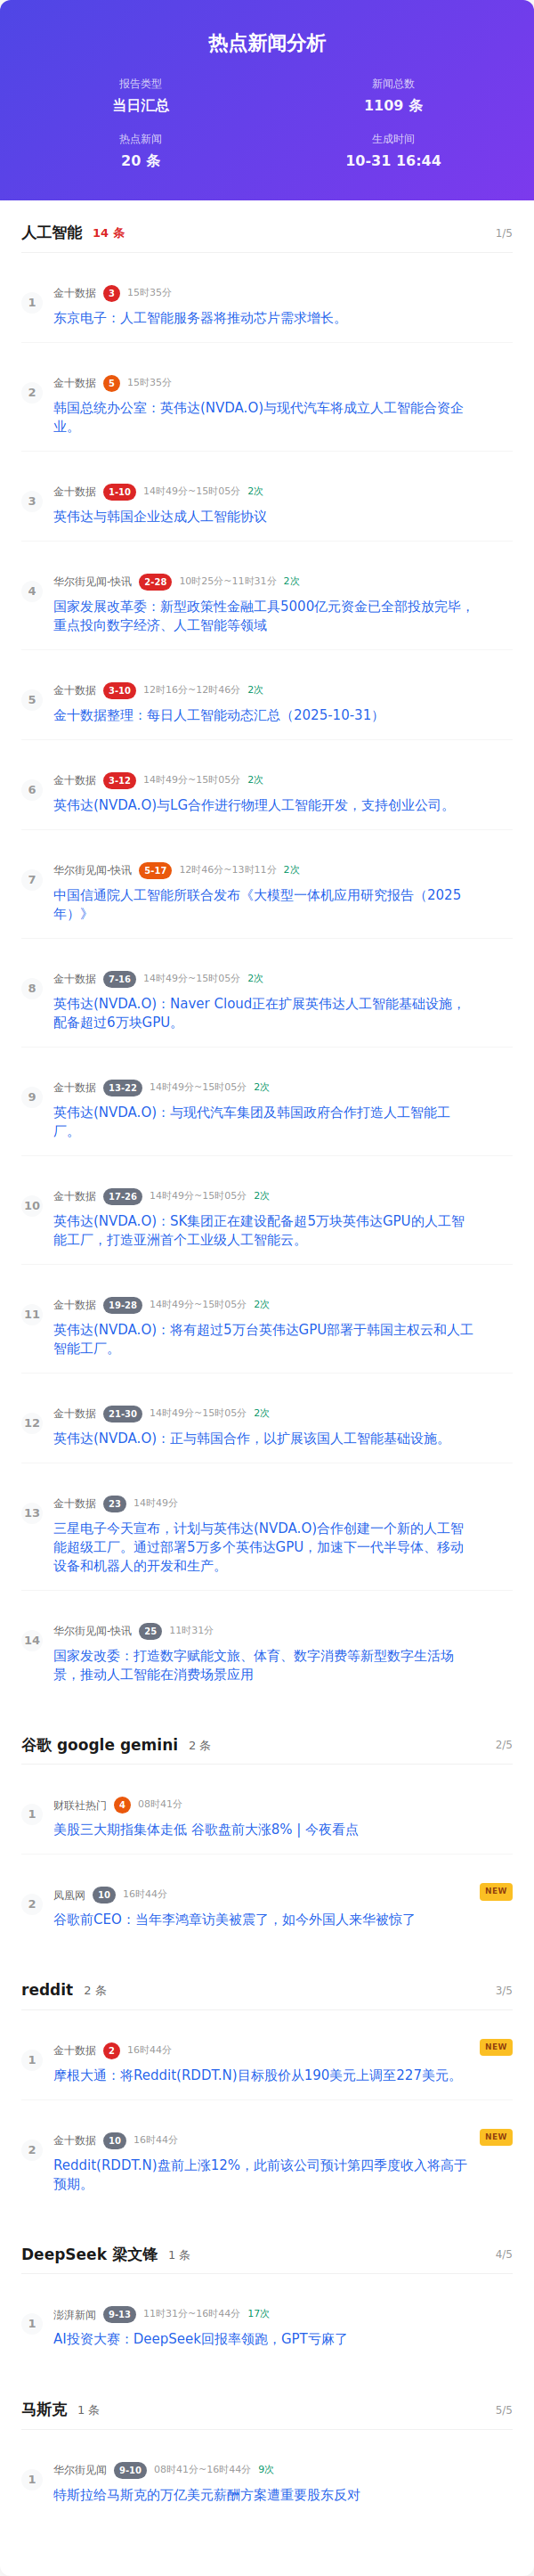 热点新闻分析
报告类型
当日汇总
新闻总数
1109 条
热点新闻
20 条
生成时间
10-31 16:44
人工智能 14 条 1/5
1
金十数据 3 15时35分
东京电子：人工智能服务器将推动芯片需求增长。
2
金十数据 5 15时35分
韩国总统办公室：英伟达(NVDA.O)与现代汽车将成立人工智能合资企
业。
3
金十数据 1-10 14时49分~15时05分 2次
英伟达与韩国企业达成人工智能协议
4
华尔街见闻-快讯 2-28 10时25分~11时31分 2次
国家发展改革委：新型政策性金融工具5000亿元资金已全部投放完毕，
重点投向数字经济、人工智能等领域
5
金十数据 3-10 12时16分~12时46分 2次
金十数据整理：每日人工智能动态汇总（2025-10-31）
6
金十数据 3-12 14时49分~15时05分 2次
英伟达(NVDA.O)与LG合作进行物理人工智能开发，支持创业公司。
7
华尔街见闻-快讯 5-17 12时46分~13时11分 2次
中国信通院人工智能所联合发布《大模型一体机应用研究报告（2025
年）》
8
金十数据 7-16 14时49分~15时05分 2次
英伟达(NVDA.O)：Naver Cloud正在扩展英伟达人工智能基础设施，
配备超过6万块GPU。
9
金十数据 13-22 14时49分~15时05分 2次
英伟达(NVDA.O)：与现代汽车集团及韩国政府合作打造人工智能工
厂。
10
金十数据 17-26 14时49分~15时05分 2次
英伟达(NVDA.O)：SK集团正在建设配备超5万块英伟达GPU的人工智
能工厂，打造亚洲首个工业级人工智能云。
11
金十数据 19-28 14时49分~15时05分 2次
英伟达(NVDA.O)：将有超过5万台英伟达GPU部署于韩国主权云和人工
智能工厂。
12
金十数据 21-30 14时49分~15时05分 2次
英伟达(NVDA.O)：正与韩国合作，以扩展该国人工智能基础设施。
13
金十数据 23 14时49分
三星电子今天宣布，计划与英伟达(NVDA.O)合作创建一个新的人工智
能超级工厂。通过部署5万多个英伟达GPU，加速下一代半导体、移动
设备和机器人的开发和生产。
14
华尔街见闻-快讯 25 11时31分
国家发改委：打造数字赋能文旅、体育、数字消费等新型数字生活场
景，推动人工智能在消费场景应用
谷歌 google gemini 2 条 2/5
1
财联社热门 4 08时41分
美股三大期指集体走低 谷歌盘前大涨8% | 今夜看点
2
凤凰网 10 16时44分 NEW
谷歌前CEO：当年李鸿章访美被震了，如今外国人来华被惊了
reddit 2 条 3/5
1
金十数据 2 16时44分 NEW
摩根大通：将Reddit(RDDT.N)目标股价从190美元上调至227美元。
2
金十数据 10 16时44分 NEW
Reddit(RDDT.N)盘前上涨12%，此前该公司预计第四季度收入将高于
预期。
DeepSeek 梁文锋 1 条 4/5
1
澎湃新闻 9-13 11时31分~16时44分 17次
AI投资大赛：DeepSeek回报率领跑，GPT亏麻了
马斯克 1 条 5/5
1
华尔街见闻 9-10 08时41分~16时44分 9次
特斯拉给马斯克的万亿美元薪酬方案遭重要股东反对